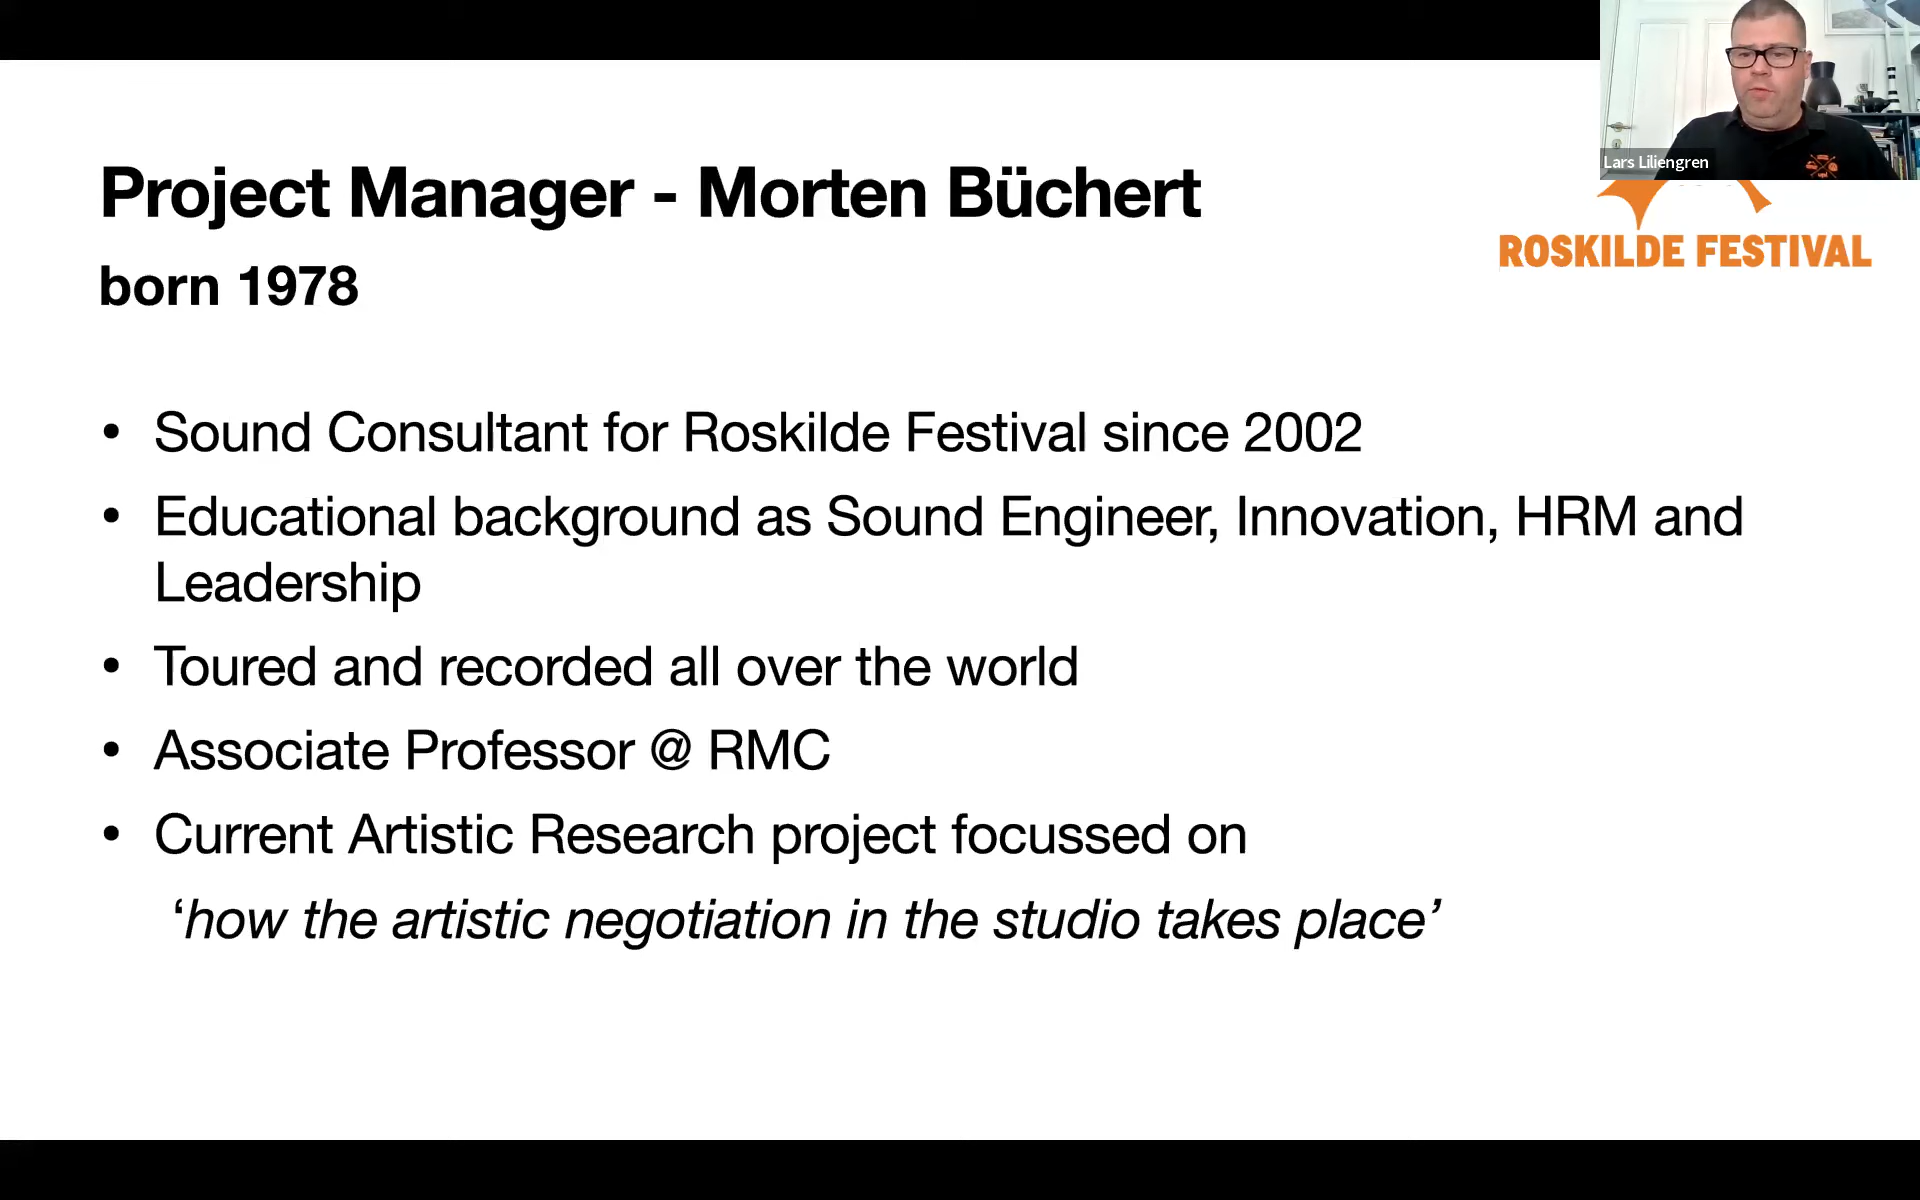 Lars Liliengren
Project Manager - Morten Büchert
ROSKILDE FESTIVAL
born 1978
• Sound Consultant for Roskilde Festival since 2002
• Educational background as Sound Engineer, Innovation, HRM and
Leadership
• Toured and recorded all over the world
• Associate Professor @ RMC
• Current Artistic Research project focussed on
‘how the artistic negotiation in the studio takes place’